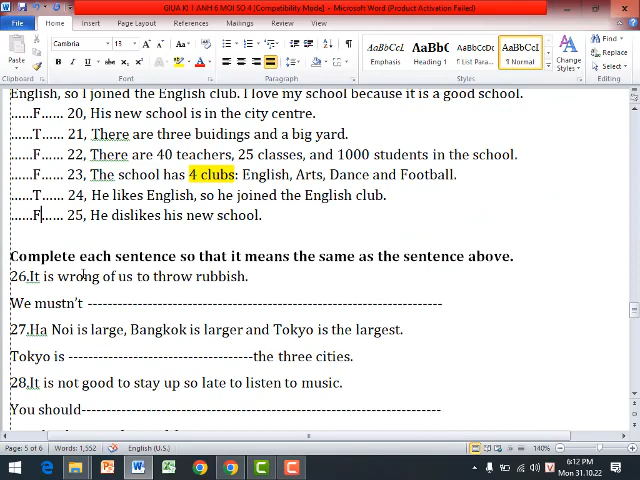 GIUA KI 1 ANH 6 MOI SO 4 [Compatibility Mode] - Microsoft Word (Product Activation Failed)
File Home Insert Page Layout References Mailings Review View
Paste
Clipboard
Cambria 13
Font
Paragraph
AaBbCcI AaBbC AaBbCcDc AaBbCcI
Emphasis Heading 1 ¶ List Para... ¶ Normal
Styles
Change Styles
Find
Replace
Select
Editing
English, so I joined the English club. I love my school because it is a good school.
......F...... 20, His new school is in the city centre.
......T...... 21, There are three buidings and a big yard.
......F...... 22, There are 40 teachers, 25 classes, and 1000 students in the school.
......F...... 23, The school has 4 clubs: English, Arts, Dance and Football.
......T...... 24, He likes English, so he joined the English club.
......F...... 25, He dislikes his new school.
Complete each sentence so that it means the same as the sentence above.
26.It is wrong of us to throw rubbish.
We mustn't -----------------------------------------------------------------------
27.Ha Noi is large, Bangkok is larger and Tokyo is the largest.
Tokyo is -------------------------------------the three cities.
28.It is not good to stay up so late to listen to music.
You should------------------------------------------------------------------------
Page: 5 of 6 Words: 1,552 English (U.S.) 140%
6:12 PM
Mon 31.10.22